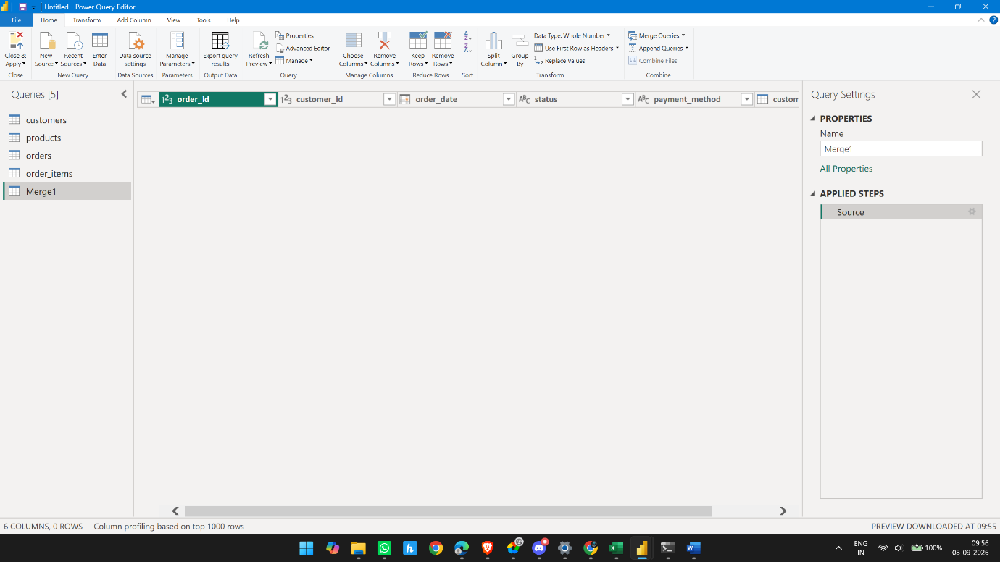 Untitled - Power Query Editor
File Home Transform Add Column View Tools Help
Close & Apply
New Source
Recent Sources
Enter Data
Data source settings
Manage Parameters
Export query results
Refresh Preview
Properties
Advanced Editor
Manage
Choose Columns
Remove Columns
Keep Rows
Remove Rows
Split Column
Group By
Data Type: Whole Number
Use First Row as Headers
Replace Values
Merge Queries
Append Queries
Combine Files
Close New Query Data Sources Parameters Output Data Query Manage Columns Reduce Rows Sort Transform Combine
Queries [5]
customers
products
orders
order_items
Merge1
123 order_Id 123 customer_Id order_date ABC status ABC payment_method custom
Query Settings
PROPERTIES
Name
Merge1
All Properties
APPLIED STEPS
Source
6 COLUMNS, 0 ROWS Column profiling based on top 1000 rows
PREVIEW DOWNLOADED AT 09:55
ENG
IN
100%
09:56
08-09-2026